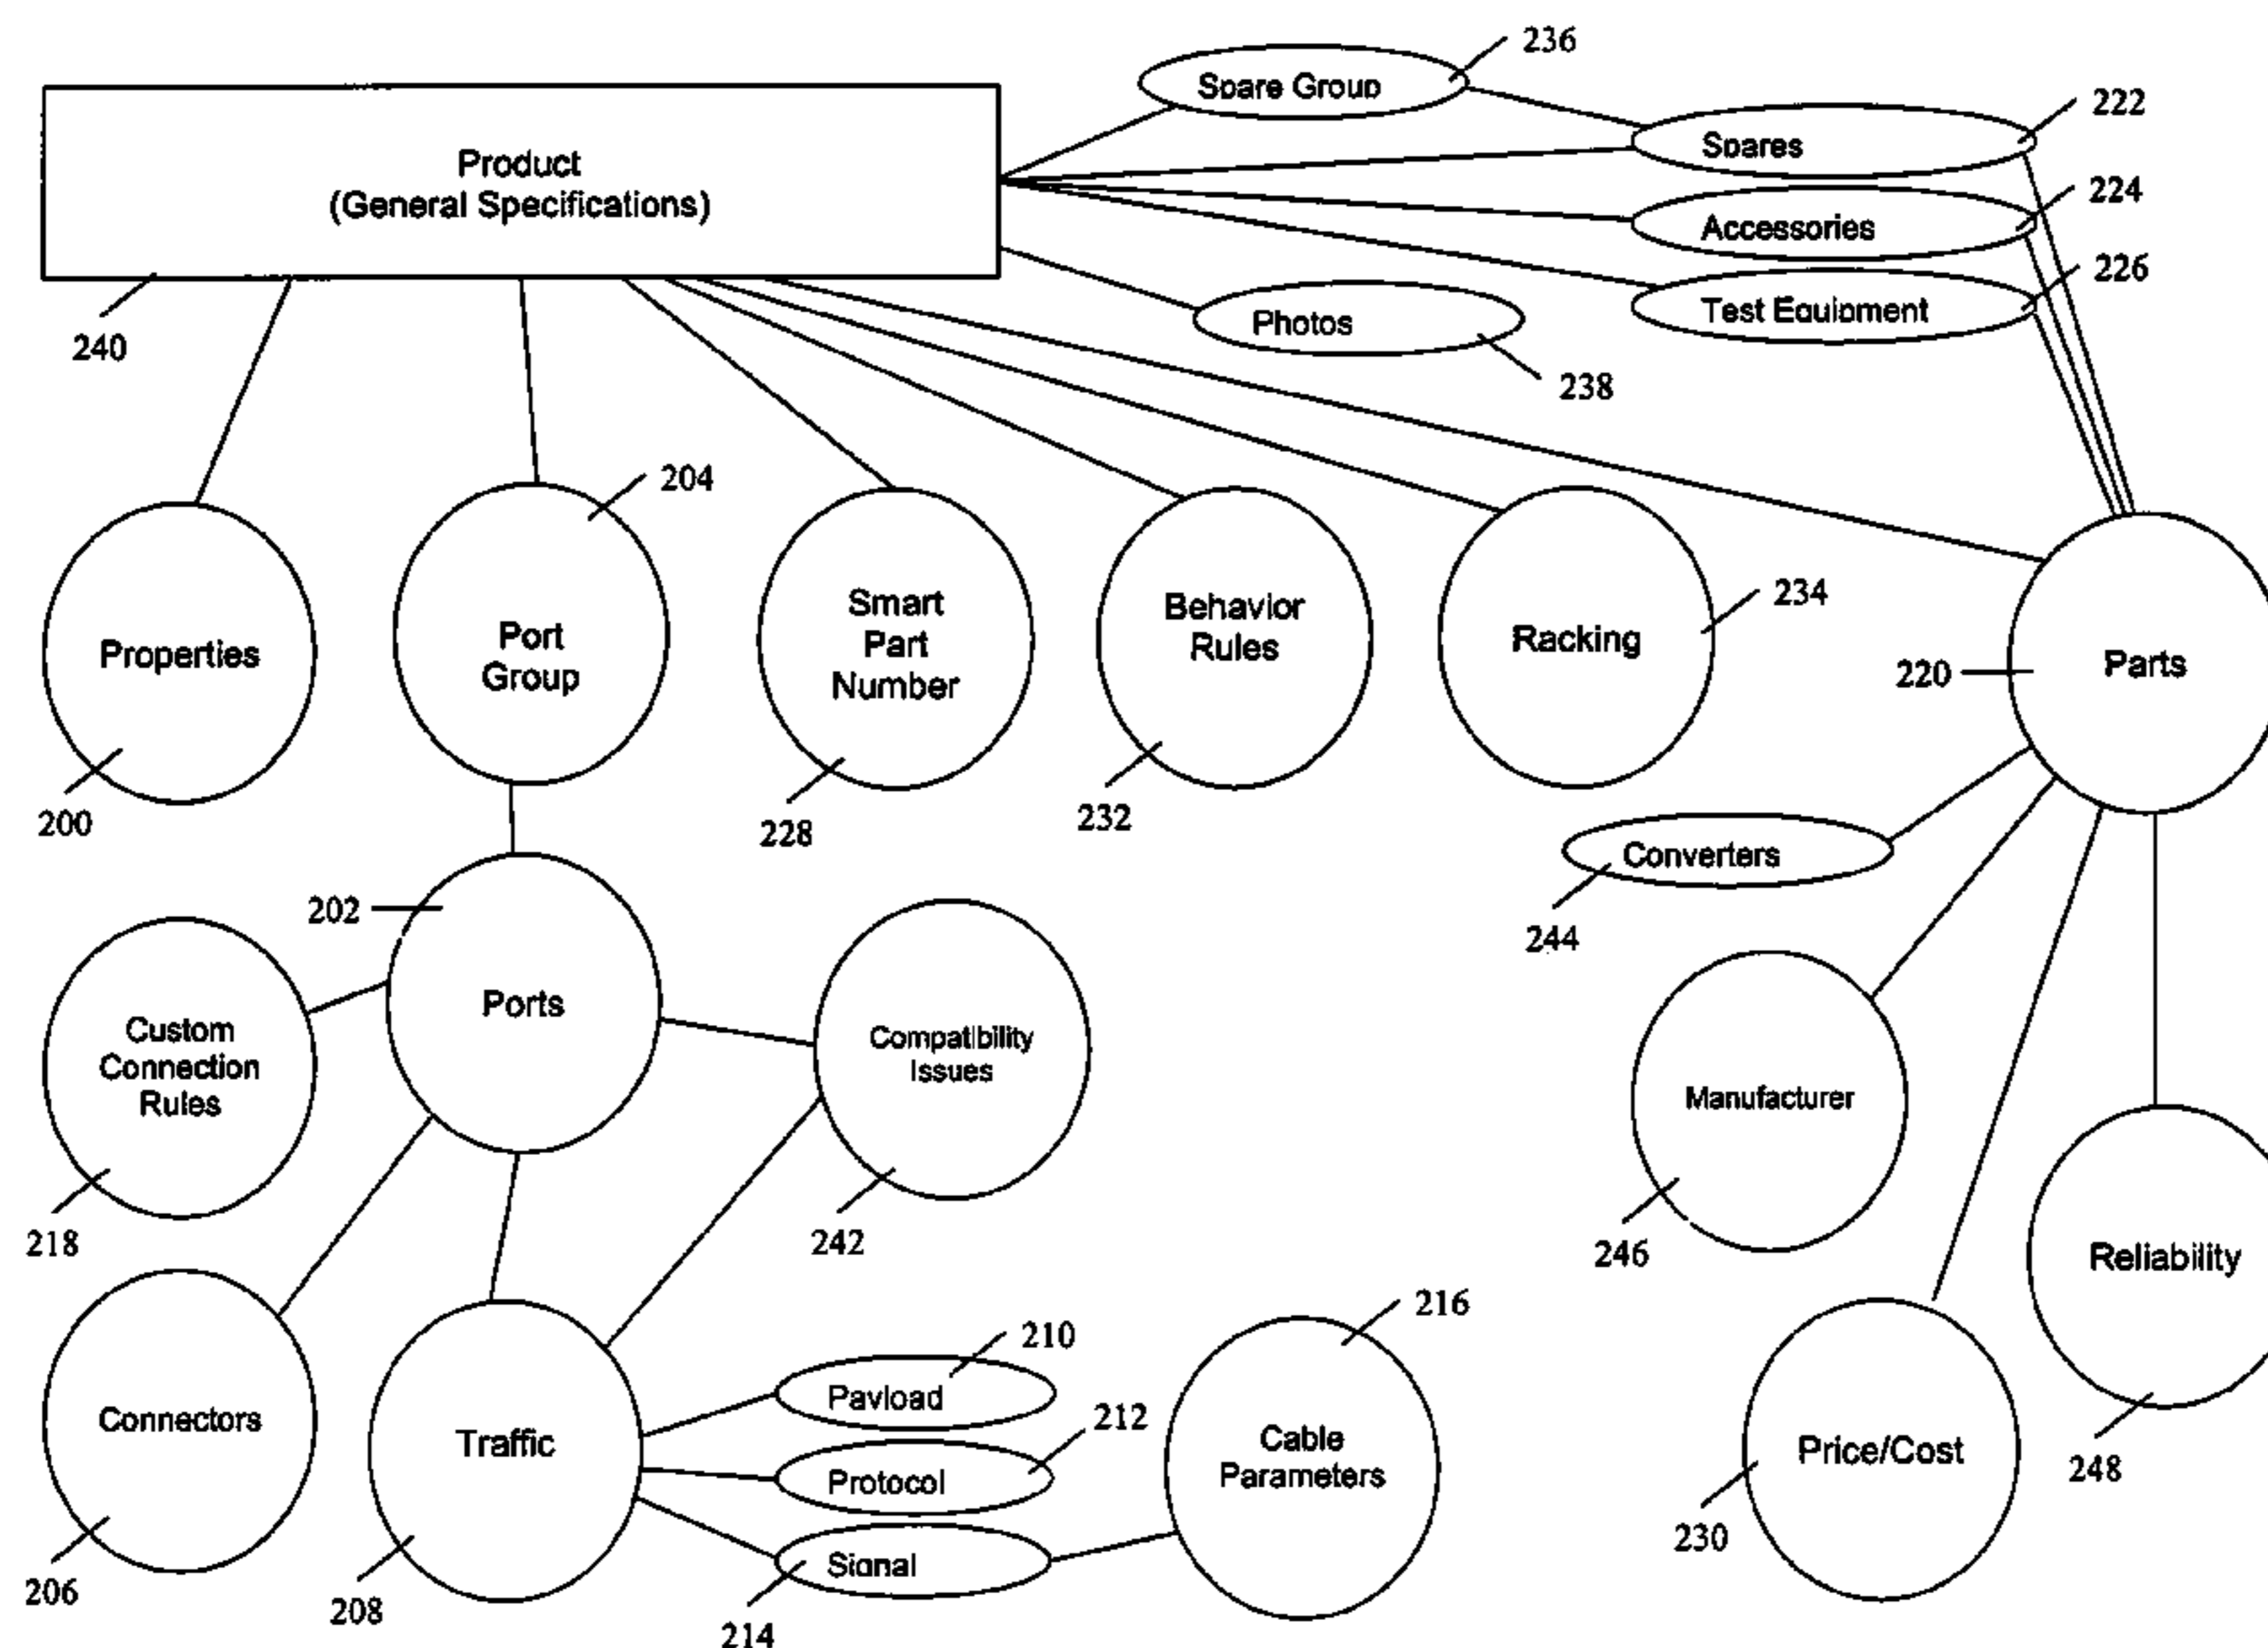 236
Spare Group
222
Product
(General Specifications)
Spares
224
Accessories
226
Test Equipment
Photos
240
238
204
Properties
200
Port
Group
Smart
Part
Number
228
Behavior
Rules
232
Racking
234
220
Parts
Converters
244
202
Ports
Custom
Connection
Rules
218
Compatibility
Issues
242
Manufacturer
246
Reliability
248
Connectors
206
Traffic
208
210
Payload
212
Protocol
Signal
214
216
Cable
Parameters
Price/Cost
230